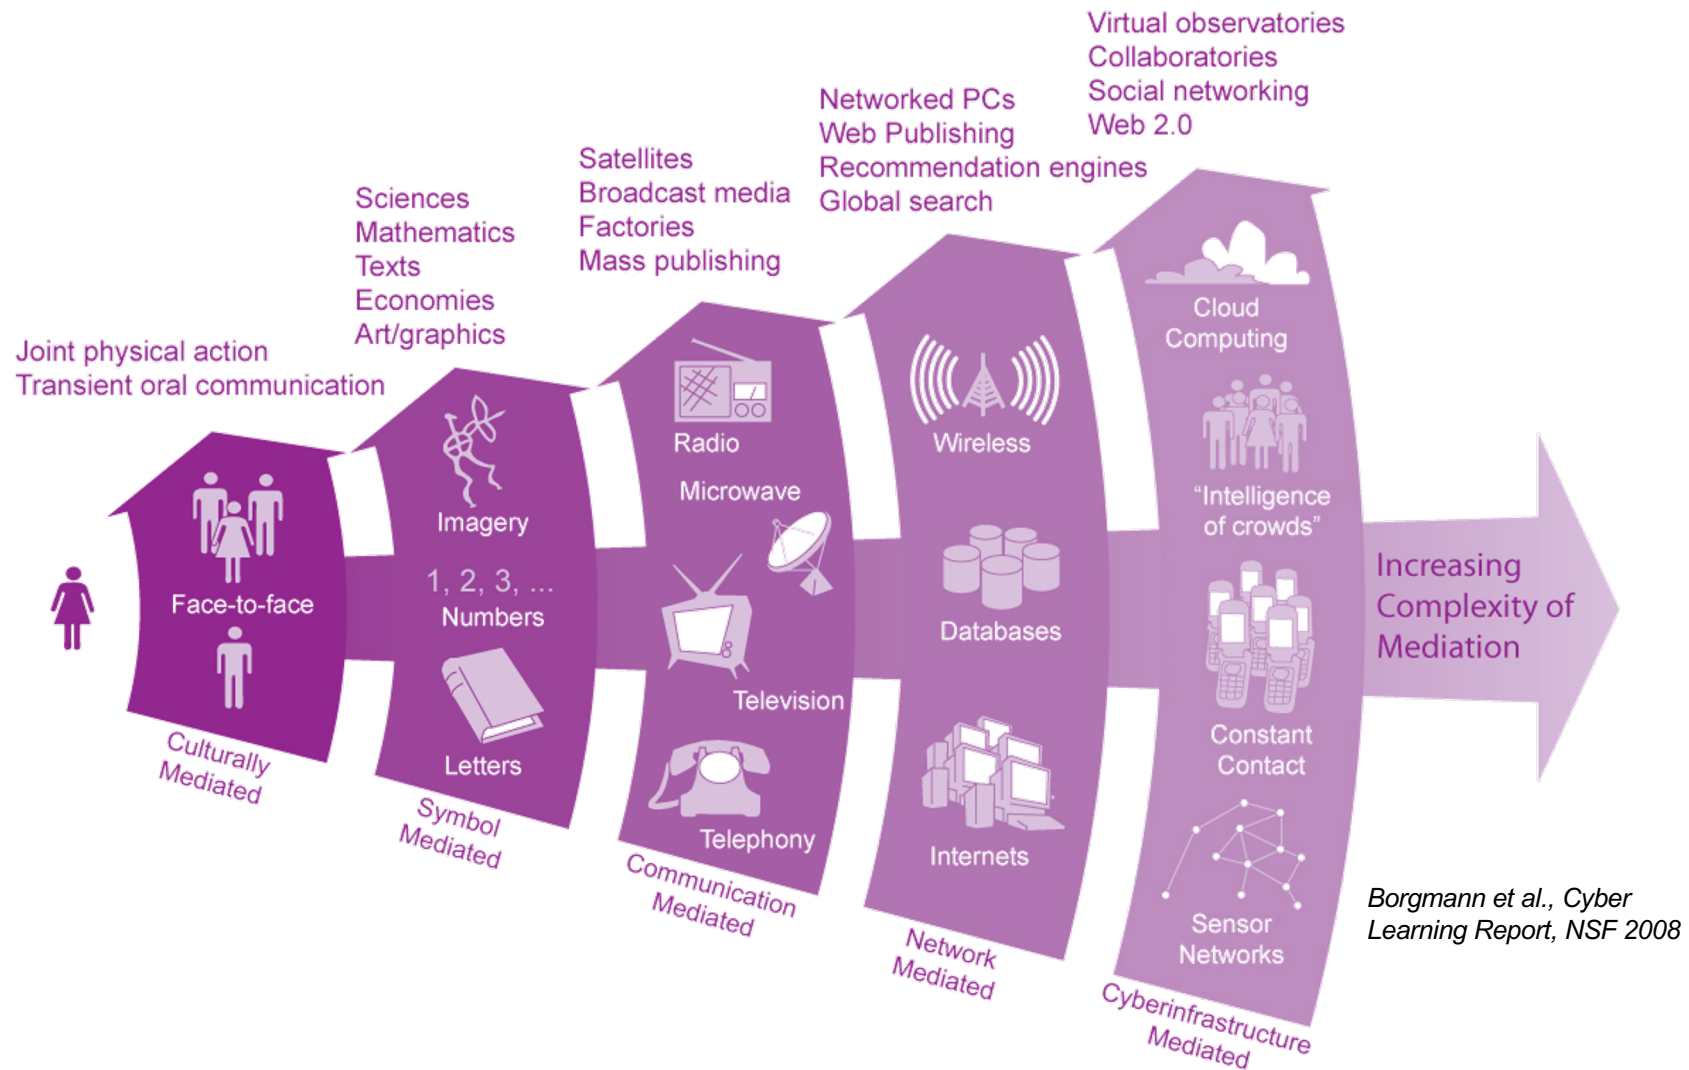 Joint physical action
Transient oral communication
Face-to-face
Culturally
Mediated
Sciences
Mathematics
Texts
Economies
Art/graphics
Imagery
1, 2, 3, ...
Numbers
Letters
Symbol
Mediated
Satellites
Broadcast media
Factories
Mass publishing
Radio
Microwave
Television
Telephony
Communication
Mediated
Networked PCs
Web Publishing
Recommendation engines
Global search
Wireless
Databases
Internets
Network
Mediated
Virtual observatories
Collaboratories
Social networking
Web 2.0
Cloud
Computing
“Intelligence
of crowds”
Constant
Contact
Sensor
Networks
Cyberinfrastructure
Mediated
Increasing
Complexity of
Mediation
Borgmann et al., Cyber
Learning Report, NSF 2008